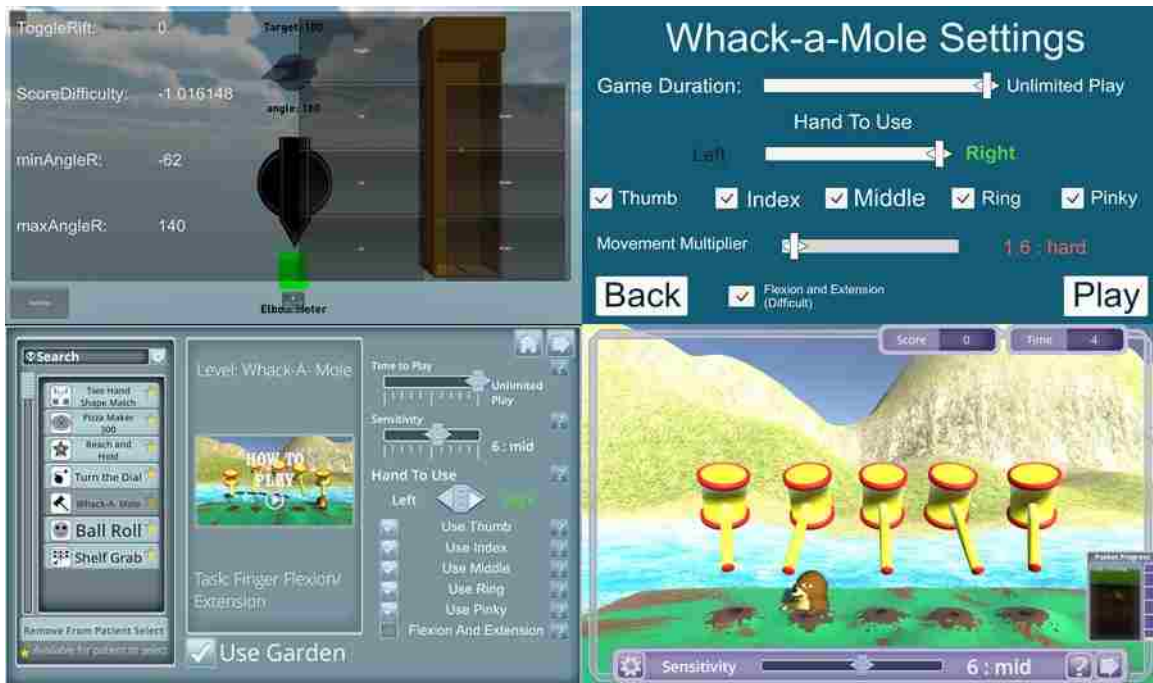 ToggleRift: 0.
ScoreDifficulty: -1.016148
minAngleR: -62
maxAngleR: 140
Target: 180
angle: 180
Elbow Meter
Whack-a-Mole Settings
Game Duration: Unlimited Play
Hand To Use
Left Right
Thumb Index Middle Ring Pinky
Movement Multiplier 1.6 : hard
Back Flexion and Extension
(Difficult) Play
Search
Two Hand
Shape Match
Pizza Maker
300
Reach and
Hold
Turn the Dial
Whack-A- Mole
Ball Roll
Shelf Grab
Remove From Patient Select
Available for patient to select
Level: Whack-A- Mole
HOW TO
PLAY
Task: Finger Flexion/
Extension
Use Garden
Time to Play
Unlimited
Play
Sensitivity
6 : mid
Hand To Use
Left
Use Thumb
Use Index
Use Middle
Use Ring
Use Pinky
Flexion And Extension
Score 0 Time 4
Patient Progress
Sensitivity 6 : mid